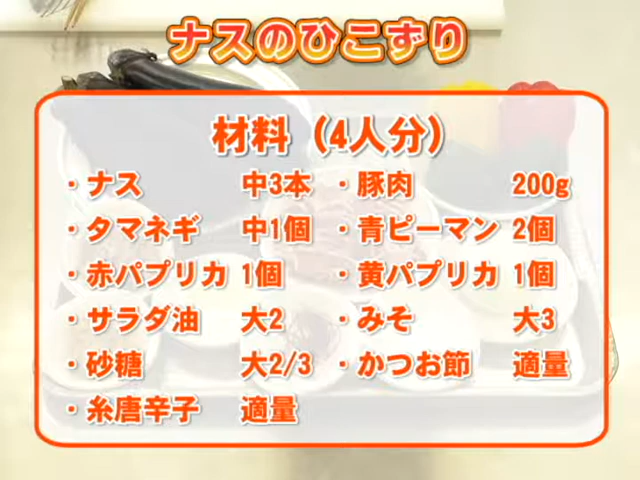 ナスのひこずり
材料（4人分）
・ナス 中3本 ・豚肉 200g
・タマネギ 中1個 ・青ピーマン 2個
・赤パプリカ 1個 ・黄パプリカ 1個
・サラダ油 大2 ・みそ 大3
・砂糖 大2/3 ・かつお節 適量
・糸唐辛子 適量